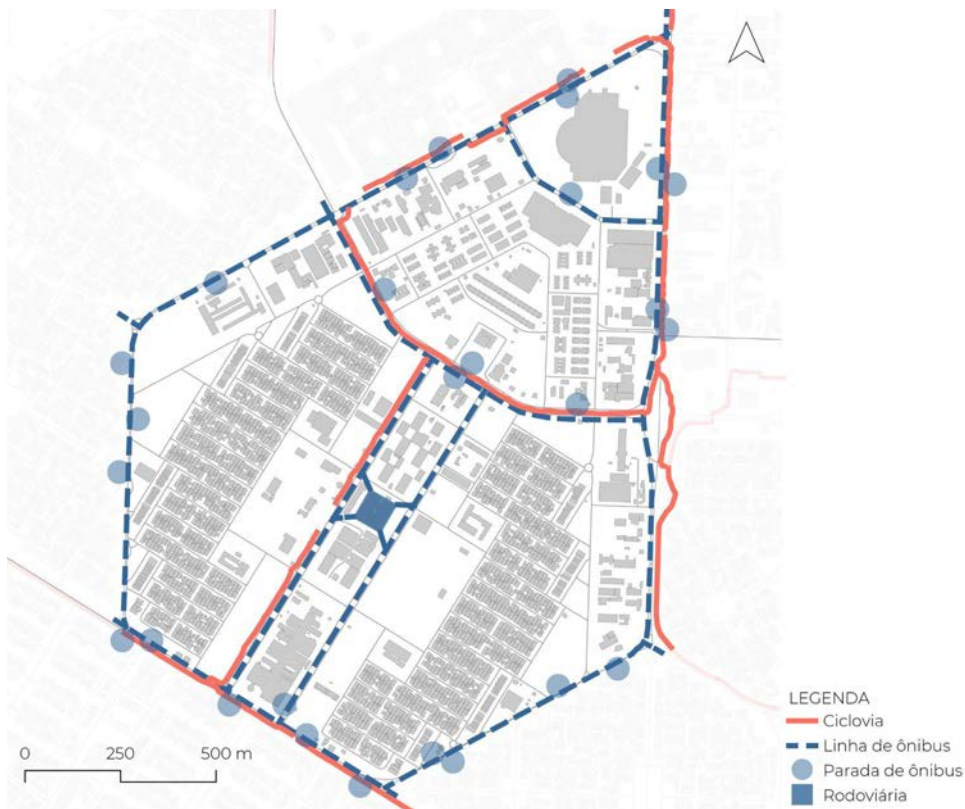 LEGENDA
Ciclovia
Linha de ônibus
Parada de ônibus
Rodoviária
0 250 500 m